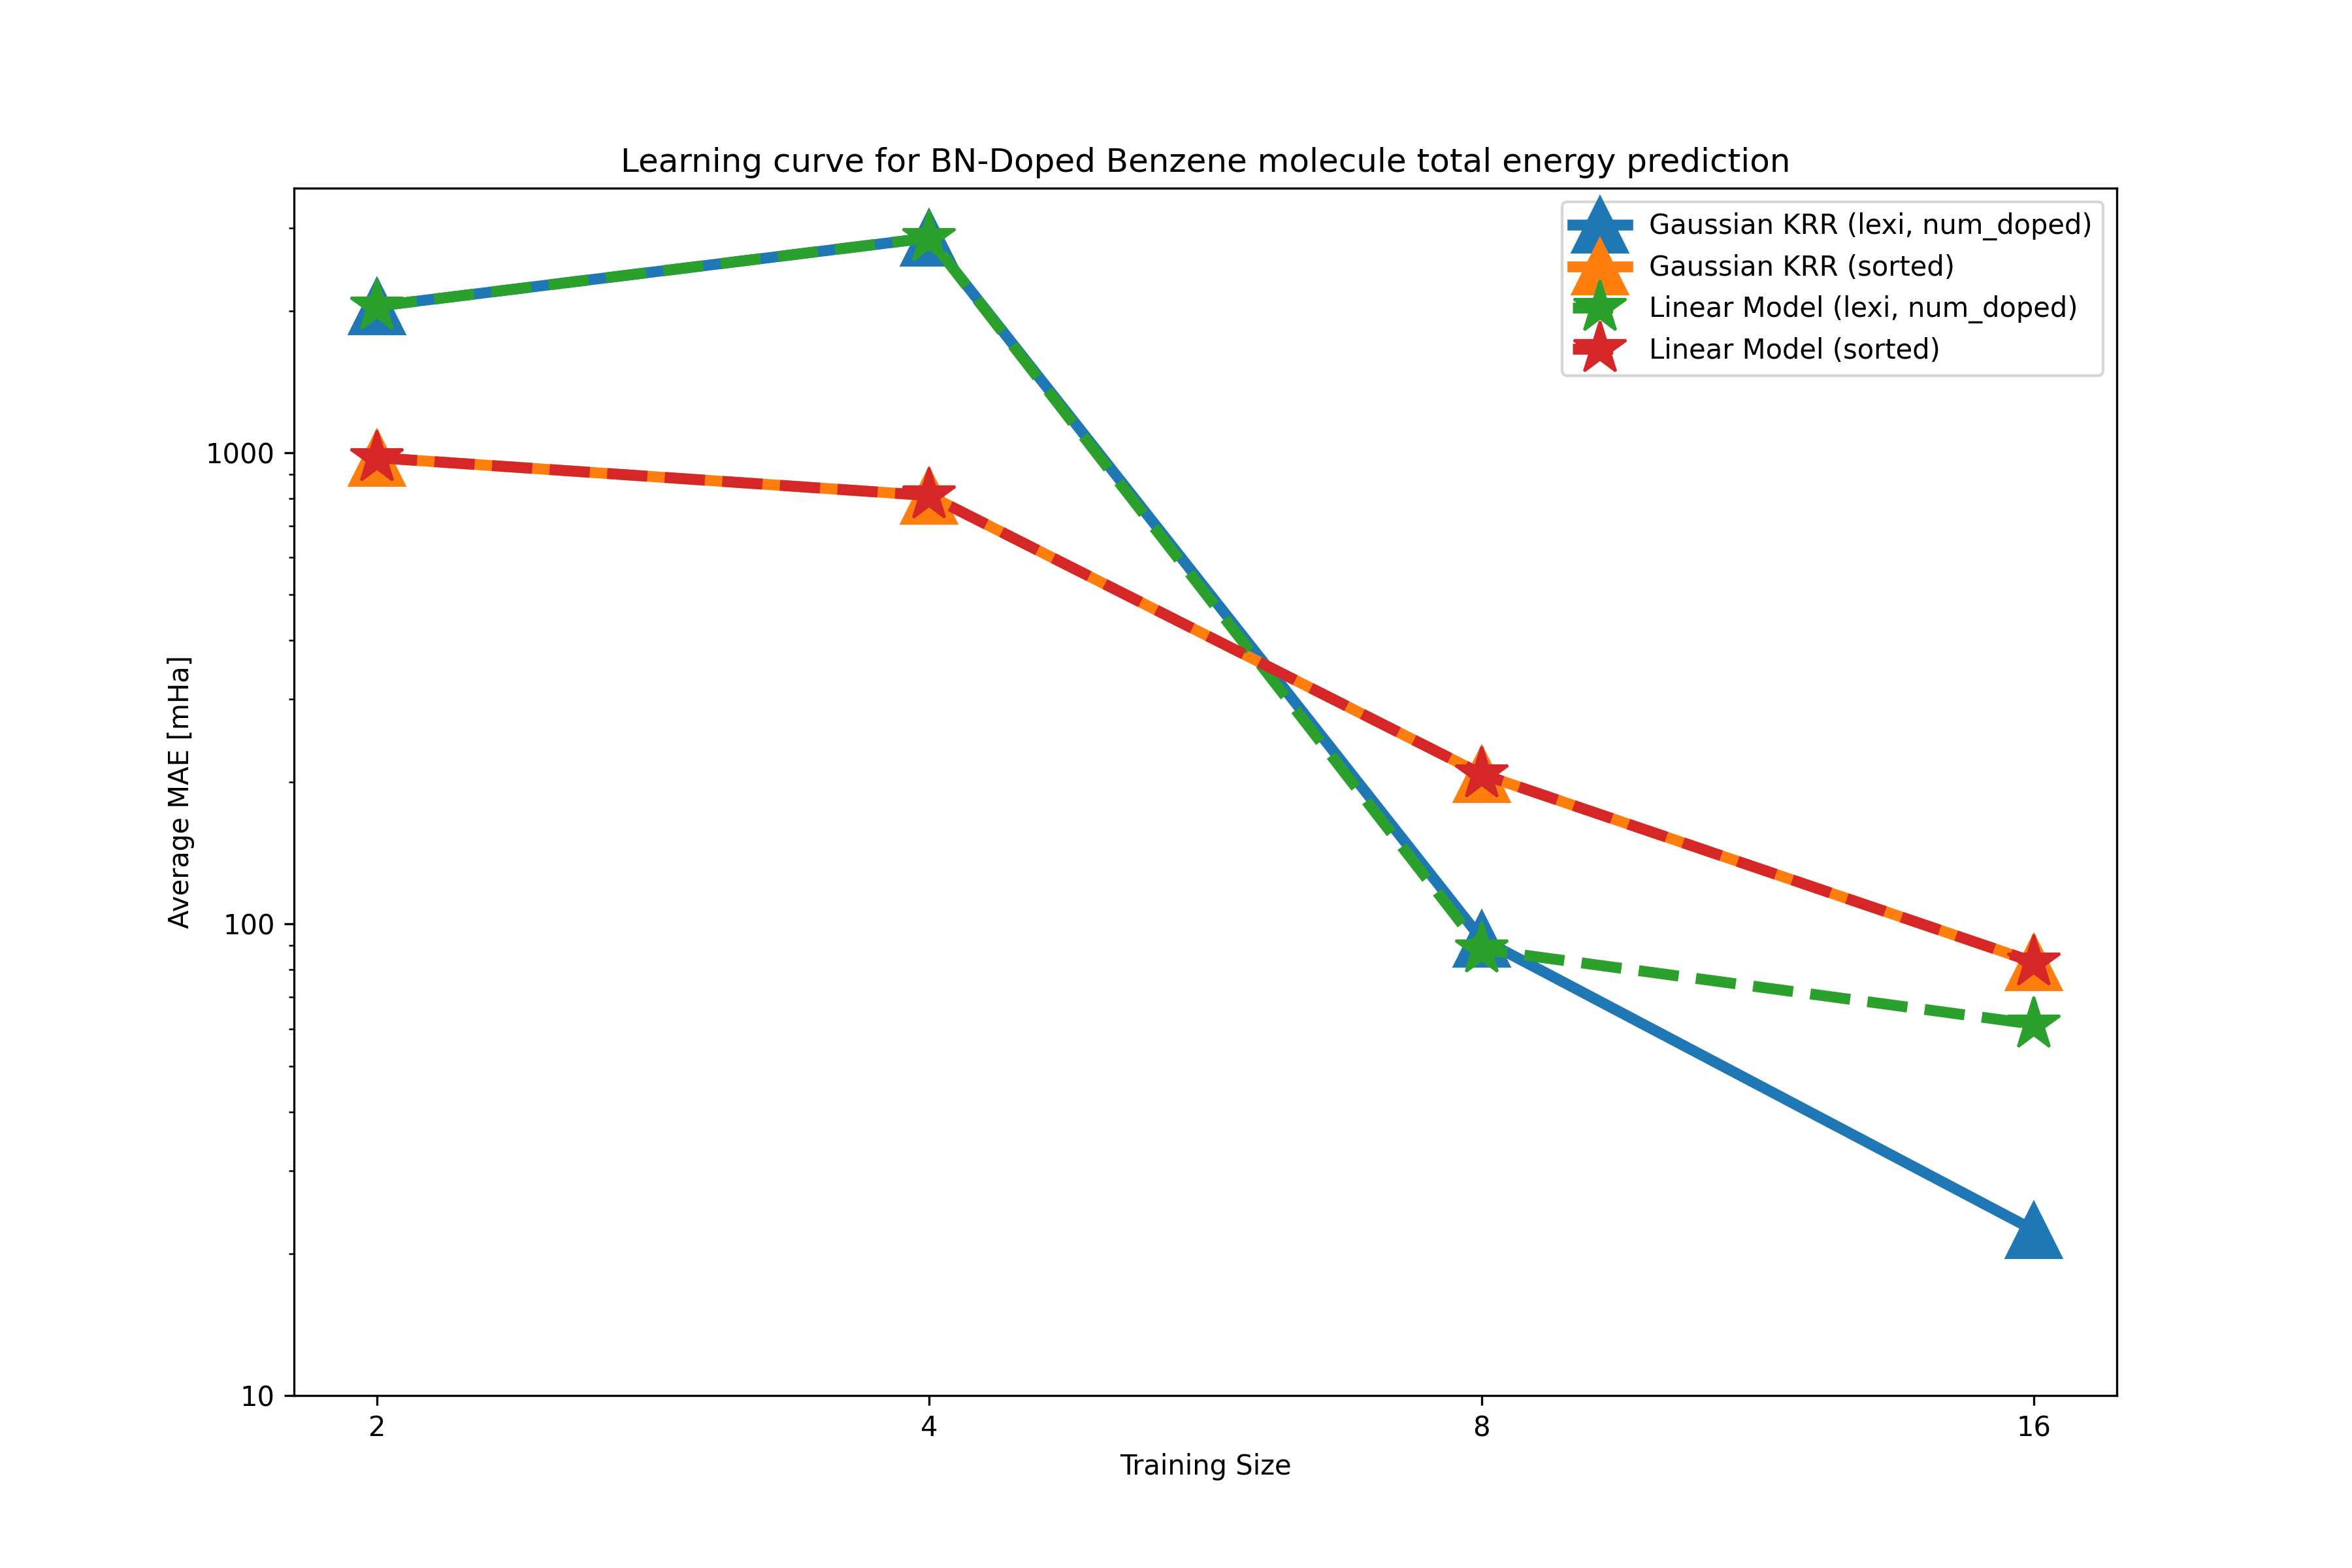 Learning curve for BN-Doped Benzene molecule total energy prediction
Gaussian KRR (lexi, num_doped)
Gaussian KRR (sorted)
Linear Model (lexi, num_doped)
Linear Model (sorted)
Average MAE [mHa]
1000
100
10
2 4 8 16
Training Size